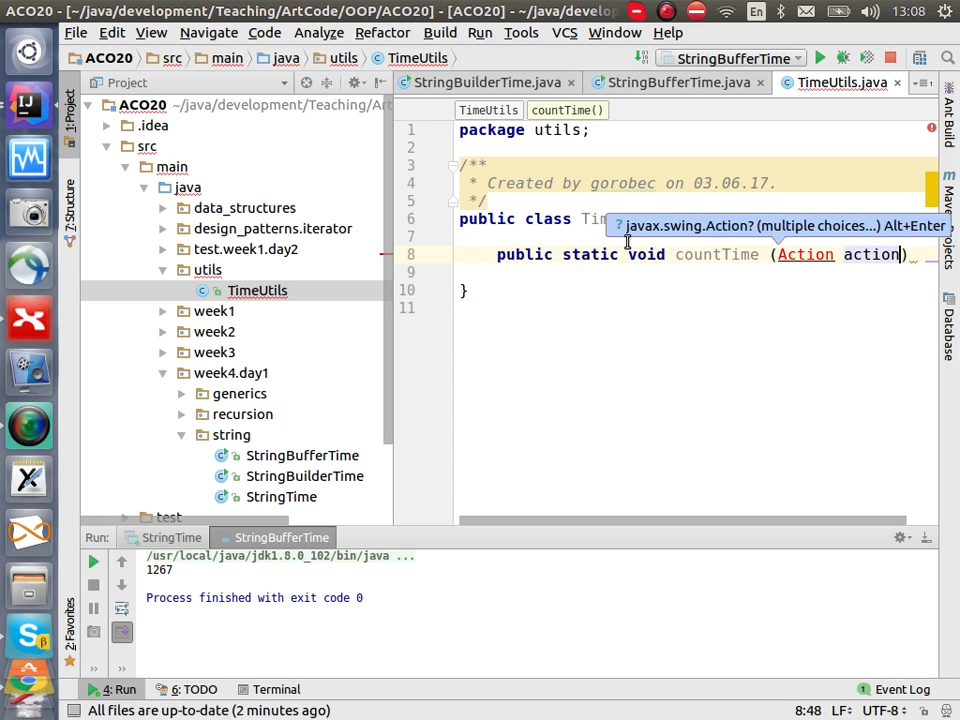 ACO20 - [~/java/development/Teaching/ArtCode/OOP/ACO20] - [ACO20] - ~/java/develop
En
13:08
File Edit View Navigate Code Analyze Refactor Build Run Tools VCS Window Help
ACO20 src main java utils TimeUtils StringBufferTime
Project StringBuilderTime.java StringBufferTime.java TimeUtils.java
1: Project
7: Structure
2: Favorites
ACO20 ~/java/development/Teaching/Art
.idea
src
main
java
data_structures
design_patterns.iterator
test.week1.day2
utils
TimeUtils
week1
week2
week3
week4.day1
generics
recursion
string
StringBufferTime
StringBuilderTime
StringTime
test
TimeUtils countTime()
1 package utils;
2
3 /**
4 * Created by gorobec on 03.06.17.
5 */
6 public class Tim
? javax.swing.Action? (multiple choices...) Alt+Enter
7
8 public static void countTime (Action action)
9
10 }
11
Ant Build
Maven Projects
Database
Run: StringTime StringBufferTime
/usr/local/java/jdk1.8.0_102/bin/java ...
1267
Process finished with exit code 0
4: Run 6: TODO Terminal 1 Event Log
All files are up-to-date (2 minutes ago) 8:48 LF÷ UTF-8÷